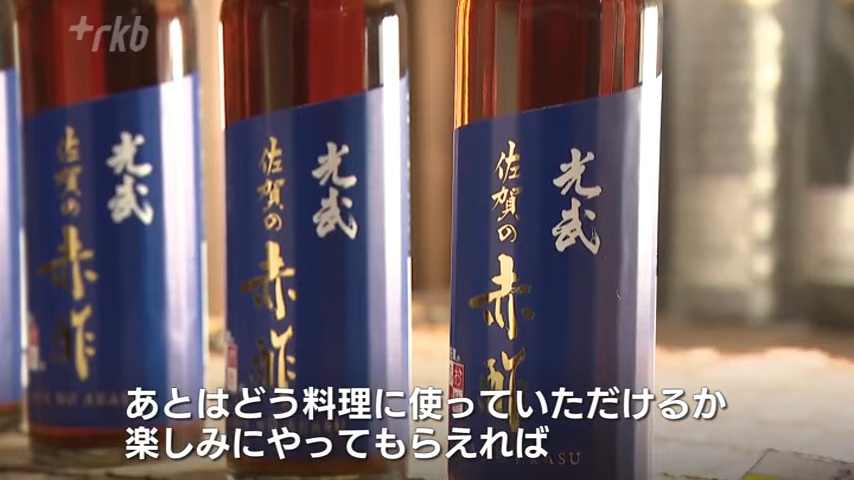 +rkb
光武
佐賀の
赤酢
光武
佐賀の
赤酢
光武
佐賀の
赤酢
AKASU
あとはどう料理に使っていただけるか
楽しみにやってもらえれば